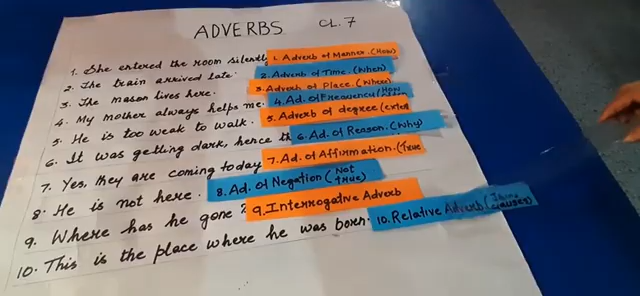 ADVERBS CL.7
1. She entered the room silentl 1. Adverb of Manner.(How)
2. The train arrived late. 2. Adverb of Time.(When)
3. The mason lives here. 3. Adverb of Place.(Where)
4. My mother always helps me. 4. Ad. of Frequency(How
5. He is too weak to walk. 5. Adverb of degree(exten
6. It was getting dark, hence th 6. Ad. of Reason.(Why)
7. Yes, they are coming today 7. Ad. of Affirmation.(True
8. He is not here. 8. Ad. of Negation(Not True)
9. Where has he gone? 9. Interrogative Adverb
10. This is the place where he was born. 10. Relative Adverb(Joins clauses)